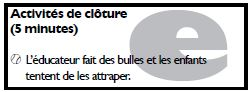 Activités de clôture
(5 minutes)
L'éducateur fait des bulles et les enfants
tentent de les attraper.
e